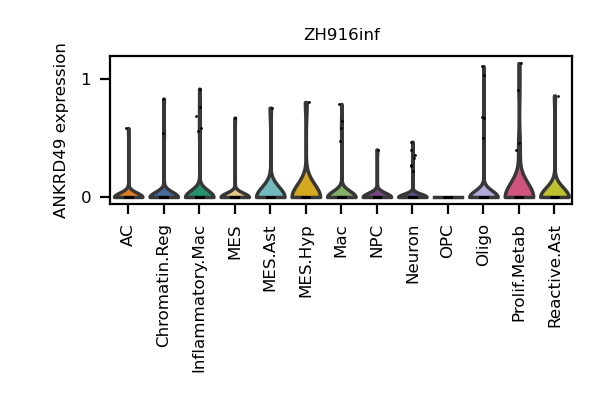 ZH916inf
ANKRD49 expression
1
0
AC
Chromatin.Reg
Inflammatory.Mac
MES
MES.Ast
MES.Hyp
Mac
NPC
Neuron
OPC
Oligo
Prolif.Metab
Reactive.Ast